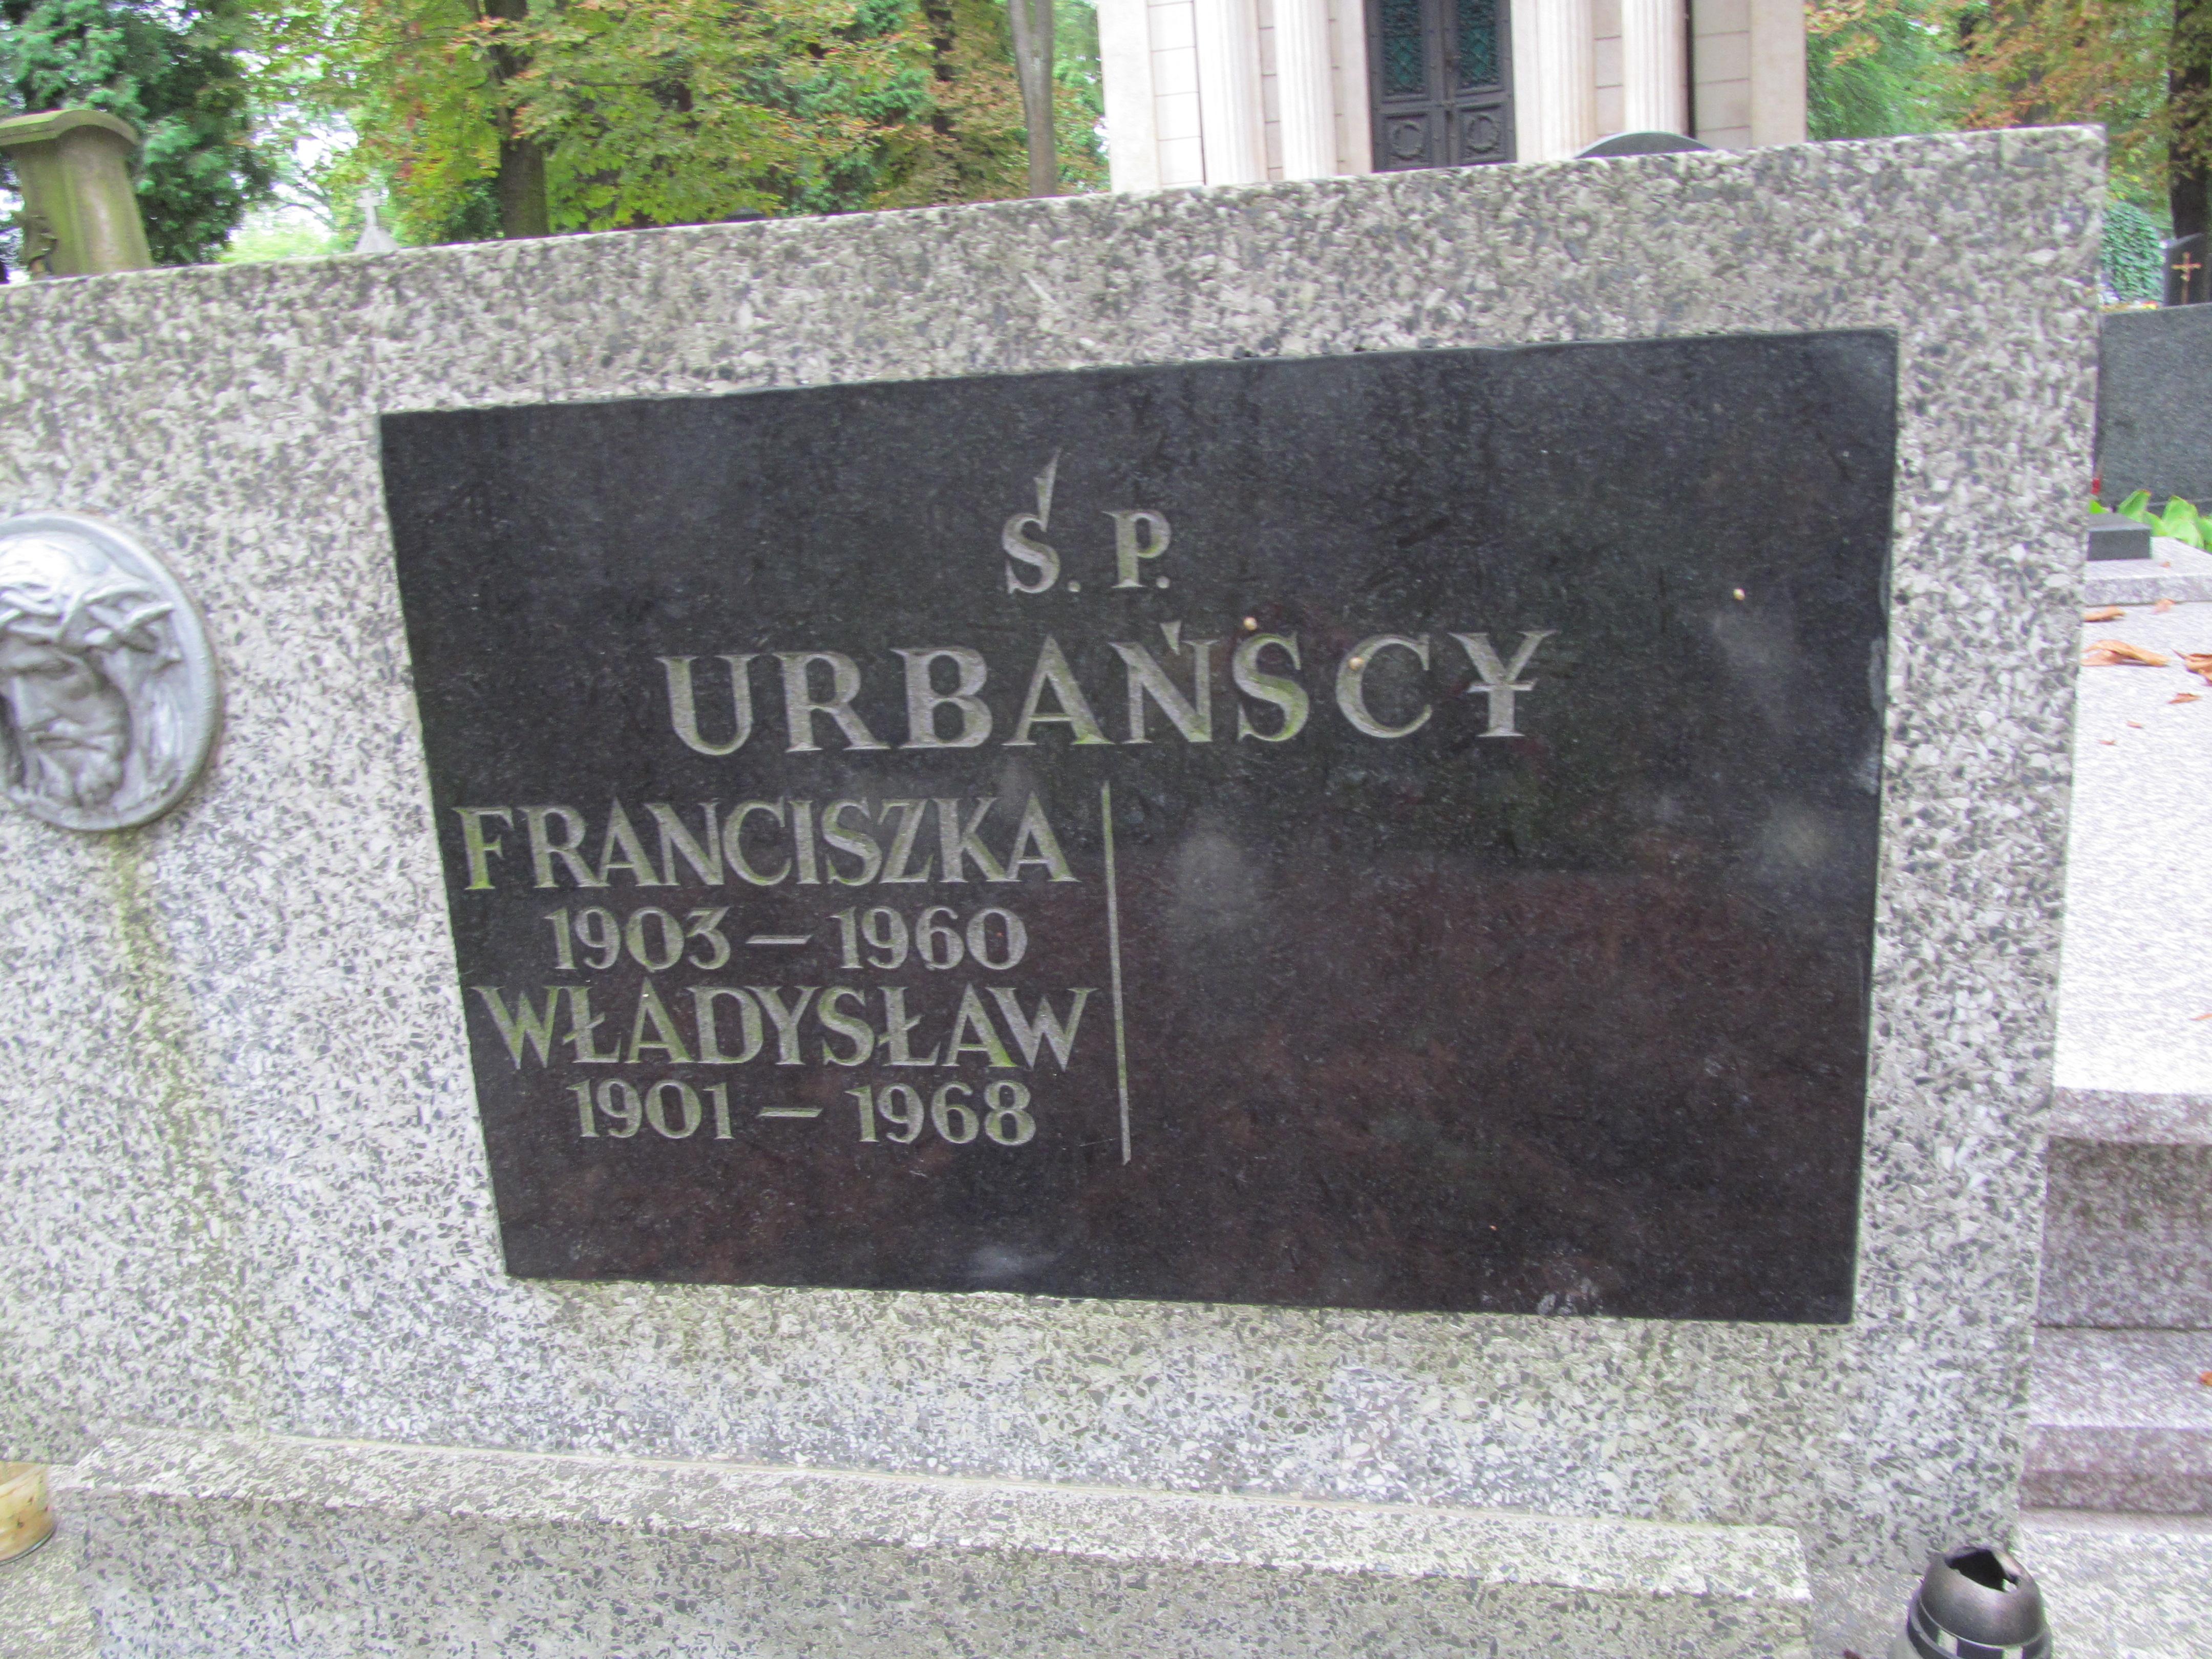 Ś. P.
URBAŃSCY
FRANCISZKA
1903 — 1960
WŁADYSŁAW
1901 — 1968